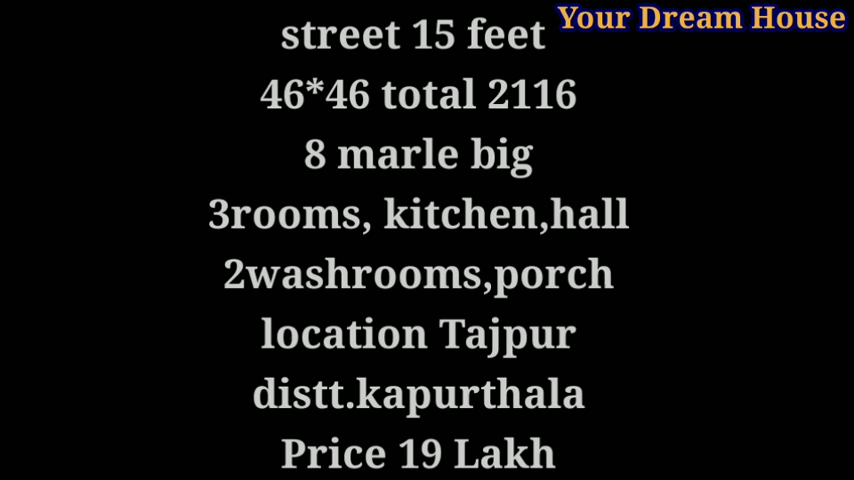 Your Dream House
street 15 feet
46*46 total 2116
8 marle big
3rooms, kitchen,hall
2washrooms,porch
location Tajpur
distt.kapurthala
Price 19 Lakh